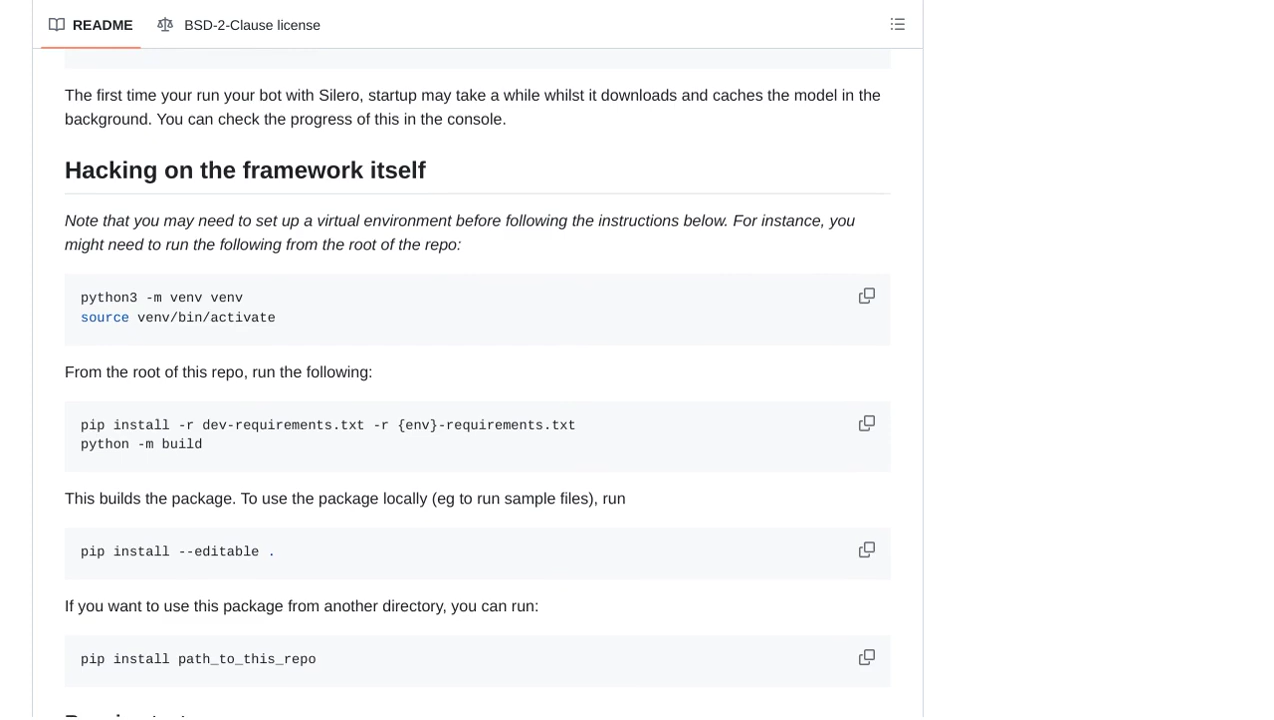 README
BSD-2-Clause license
The first time your run your bot with Silero, startup may take a while whilst it downloads and caches the model in the
background. You can check the progress of this in the console.
Hacking on the framework itself
Note that you may need to set up a virtual environment before following the instructions below. For instance, you
might need to run the following from the root of the repo:
python3 -m venv venv
source venv/bin/activate
From the root of this repo, run the following:
pip install -r dev-requirements.txt -r {env}-requirements.txt
python -m build
This builds the package. To use the package locally (eg to run sample files), run
pip install --editable .
If you want to use this package from another directory, you can run:
pip install path_to_this_repo